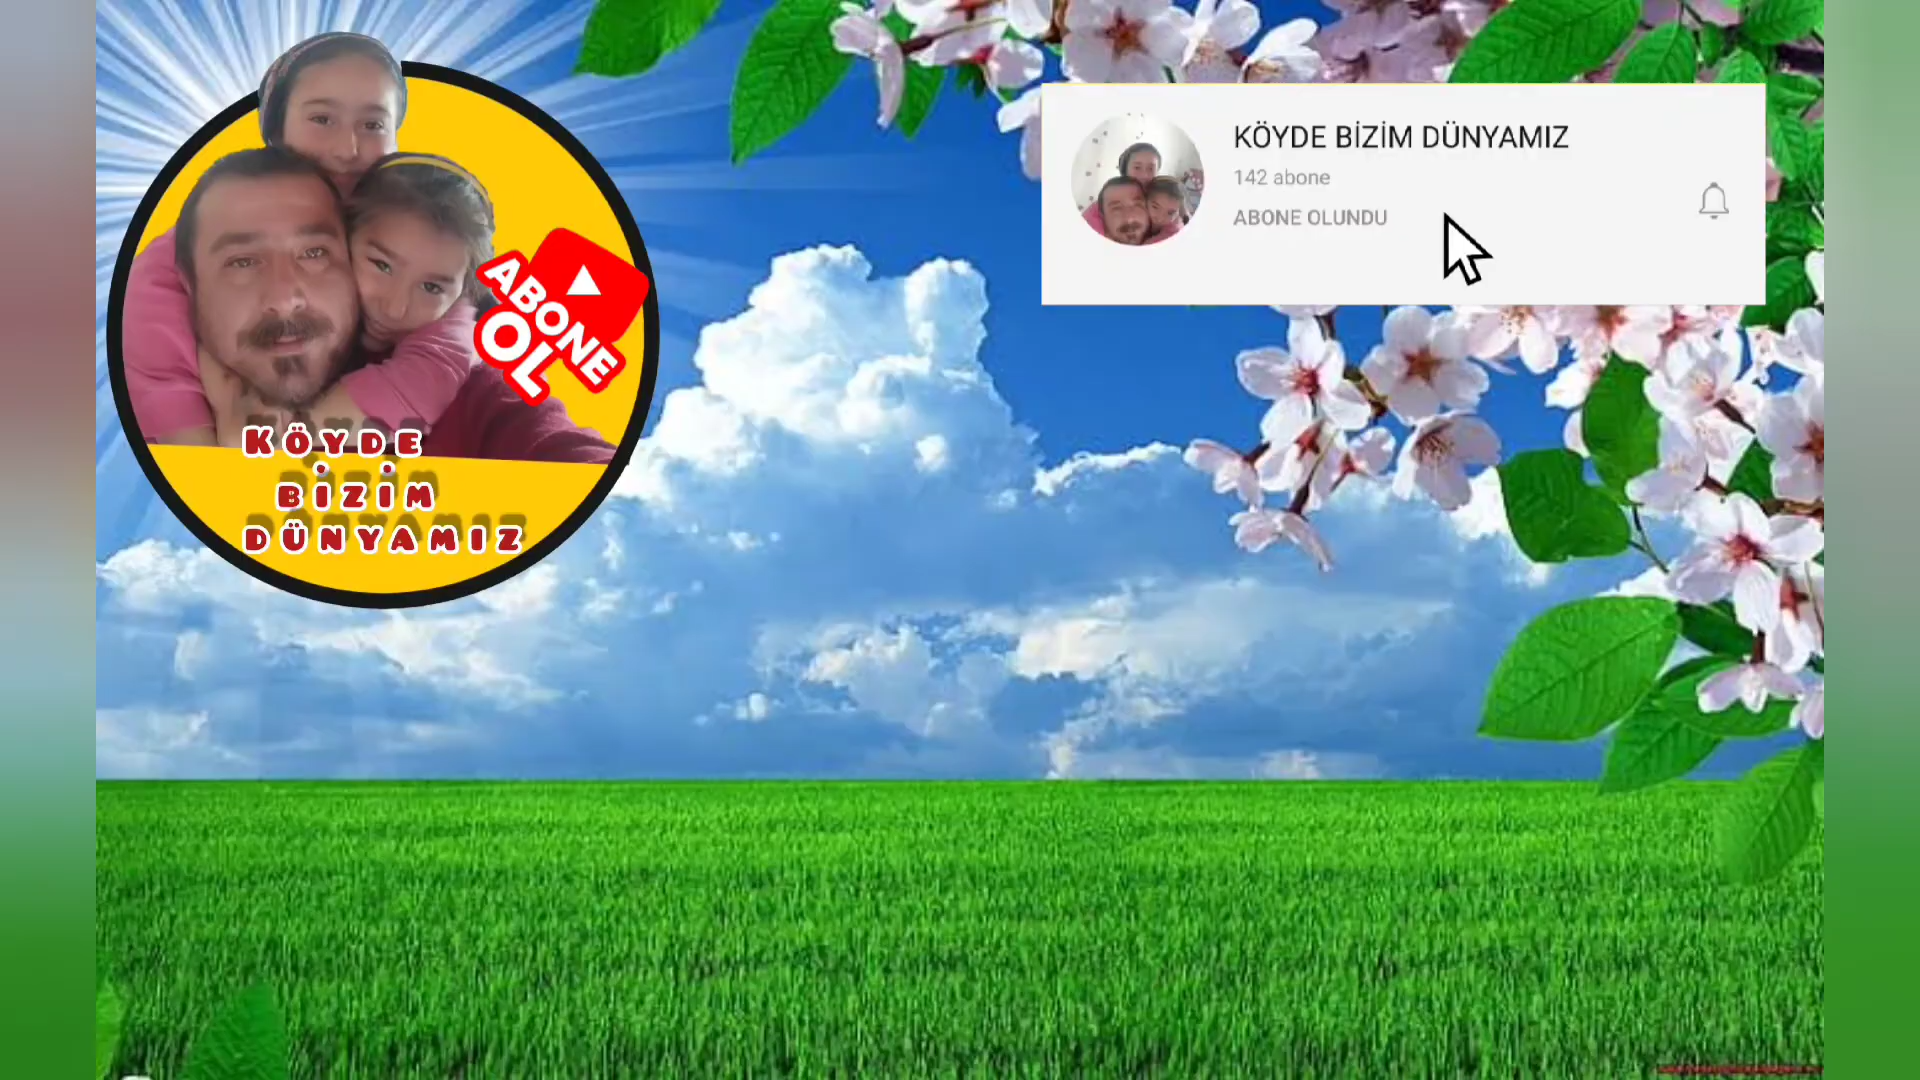 ABONE
OL
KÖYDE
BİZİM
DÜNYAMIZ
KÖYDE BİZİM DÜNYAMIZ
142 abone
ABONE OLUNDU